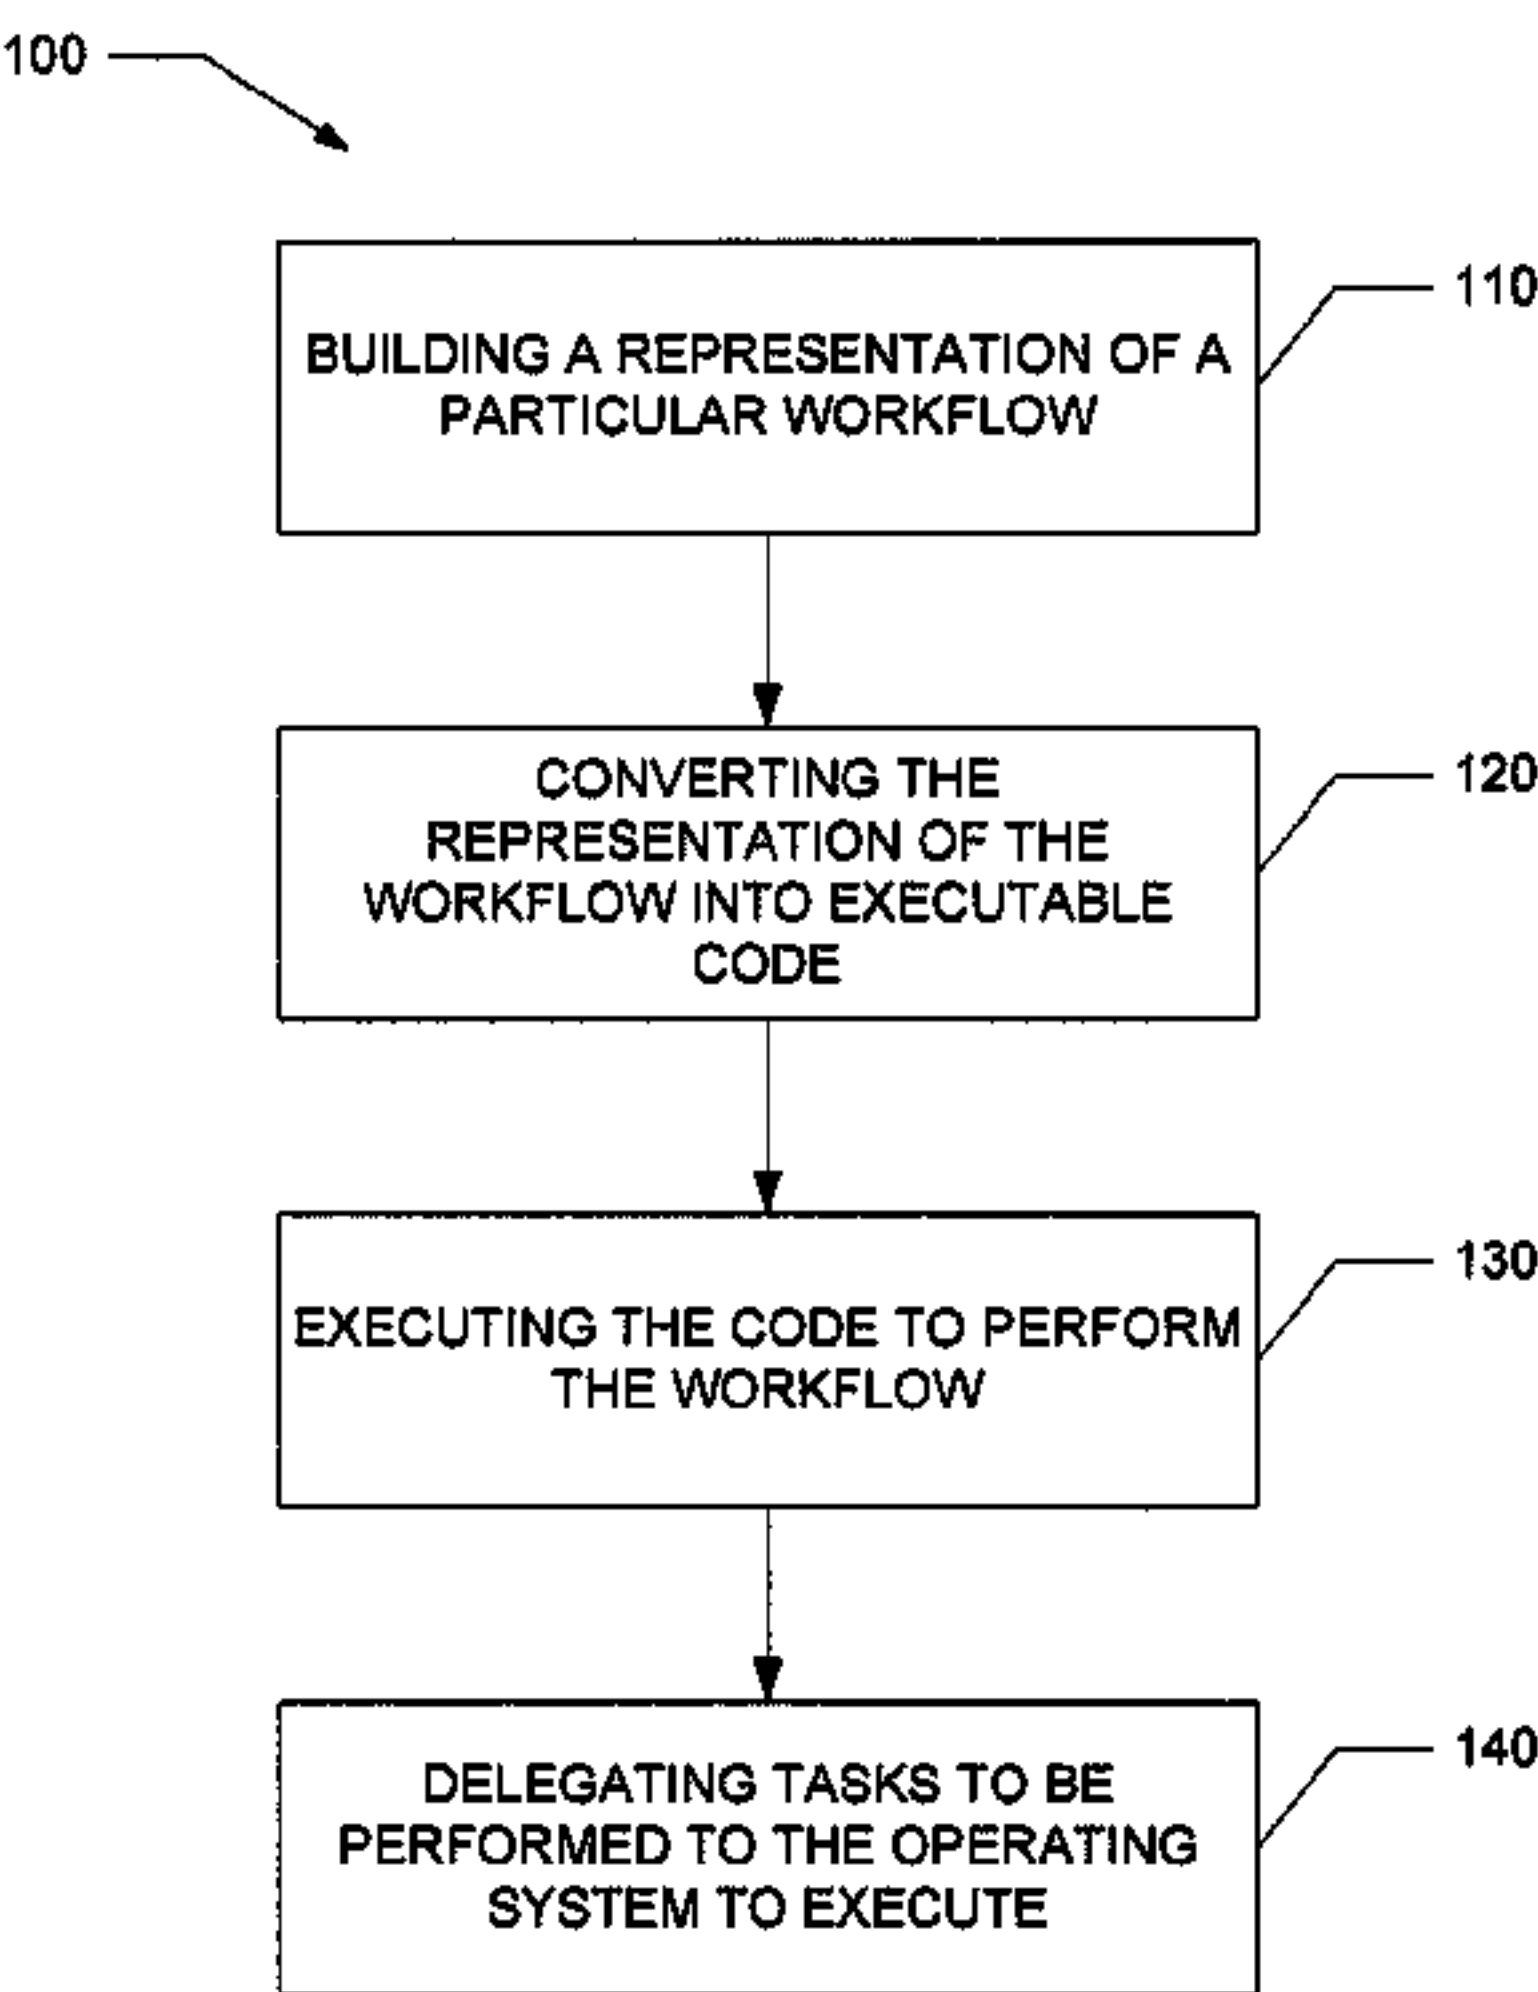 100
110
BUILDING A REPRESENTATION OF A
PARTICULAR WORKFLOW
120
CONVERTING THE
REPRESENTATION OF THE
WORKFLOW INTO EXECUTABLE
CODE
130
EXECUTING THE CODE TO PERFORM
THE WORKFLOW
140
DELEGATING TASKS TO BE
PERFORMED TO THE OPERATING
SYSTEM TO EXECUTE